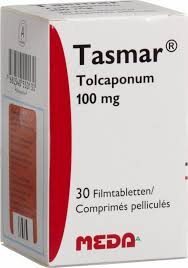 Tasmar®
Tolcaponum
100 mg
30 Filmtabletten/
Comprimés pelliculés
MEDA
A